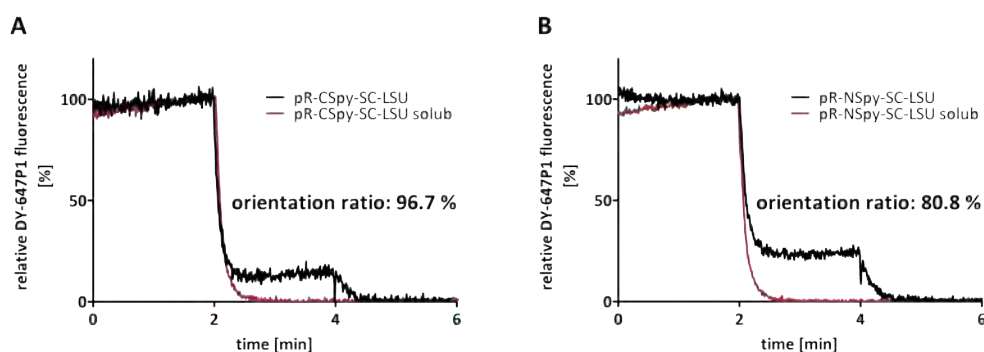 A
relative DY-647P1 fluorescence
[%]
100
50
0
pR-CSpy-SC-LSU
pR-CSpy-SC-LSU solub
orientation ratio: 96.7 %
0 2 4 6
time [min]
B
relative DY-647P1 fluorescence
[%]
100
50
0
pR-NSpy-SC-LSU
pR-NSpy-SC-LSU solub
orientation ratio: 80.8 %
0 2 4 6
time [min]